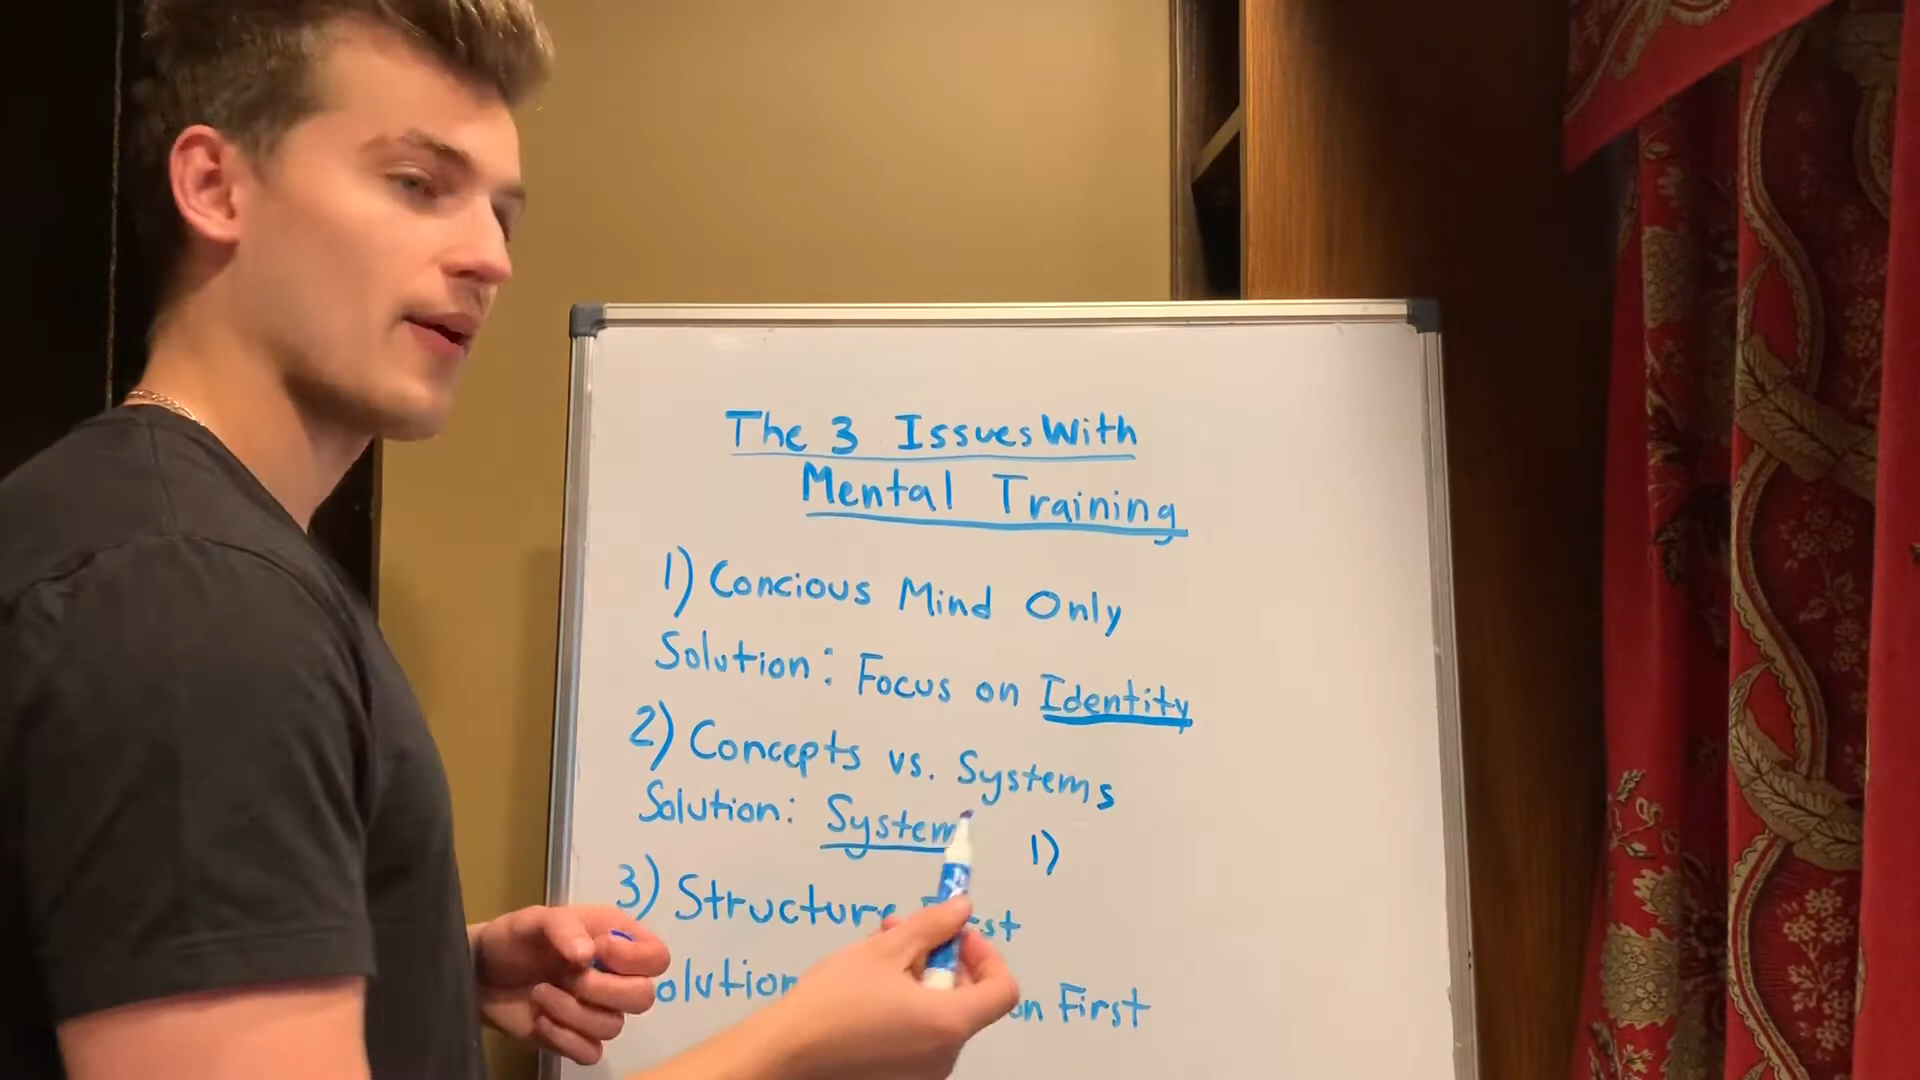 The 3 Issues With
Mental Training
1) Concious Mind Only
Solution: Focus on Identity
2) Concepts vs. Systems
Solution: System
1)
3) Structure
First